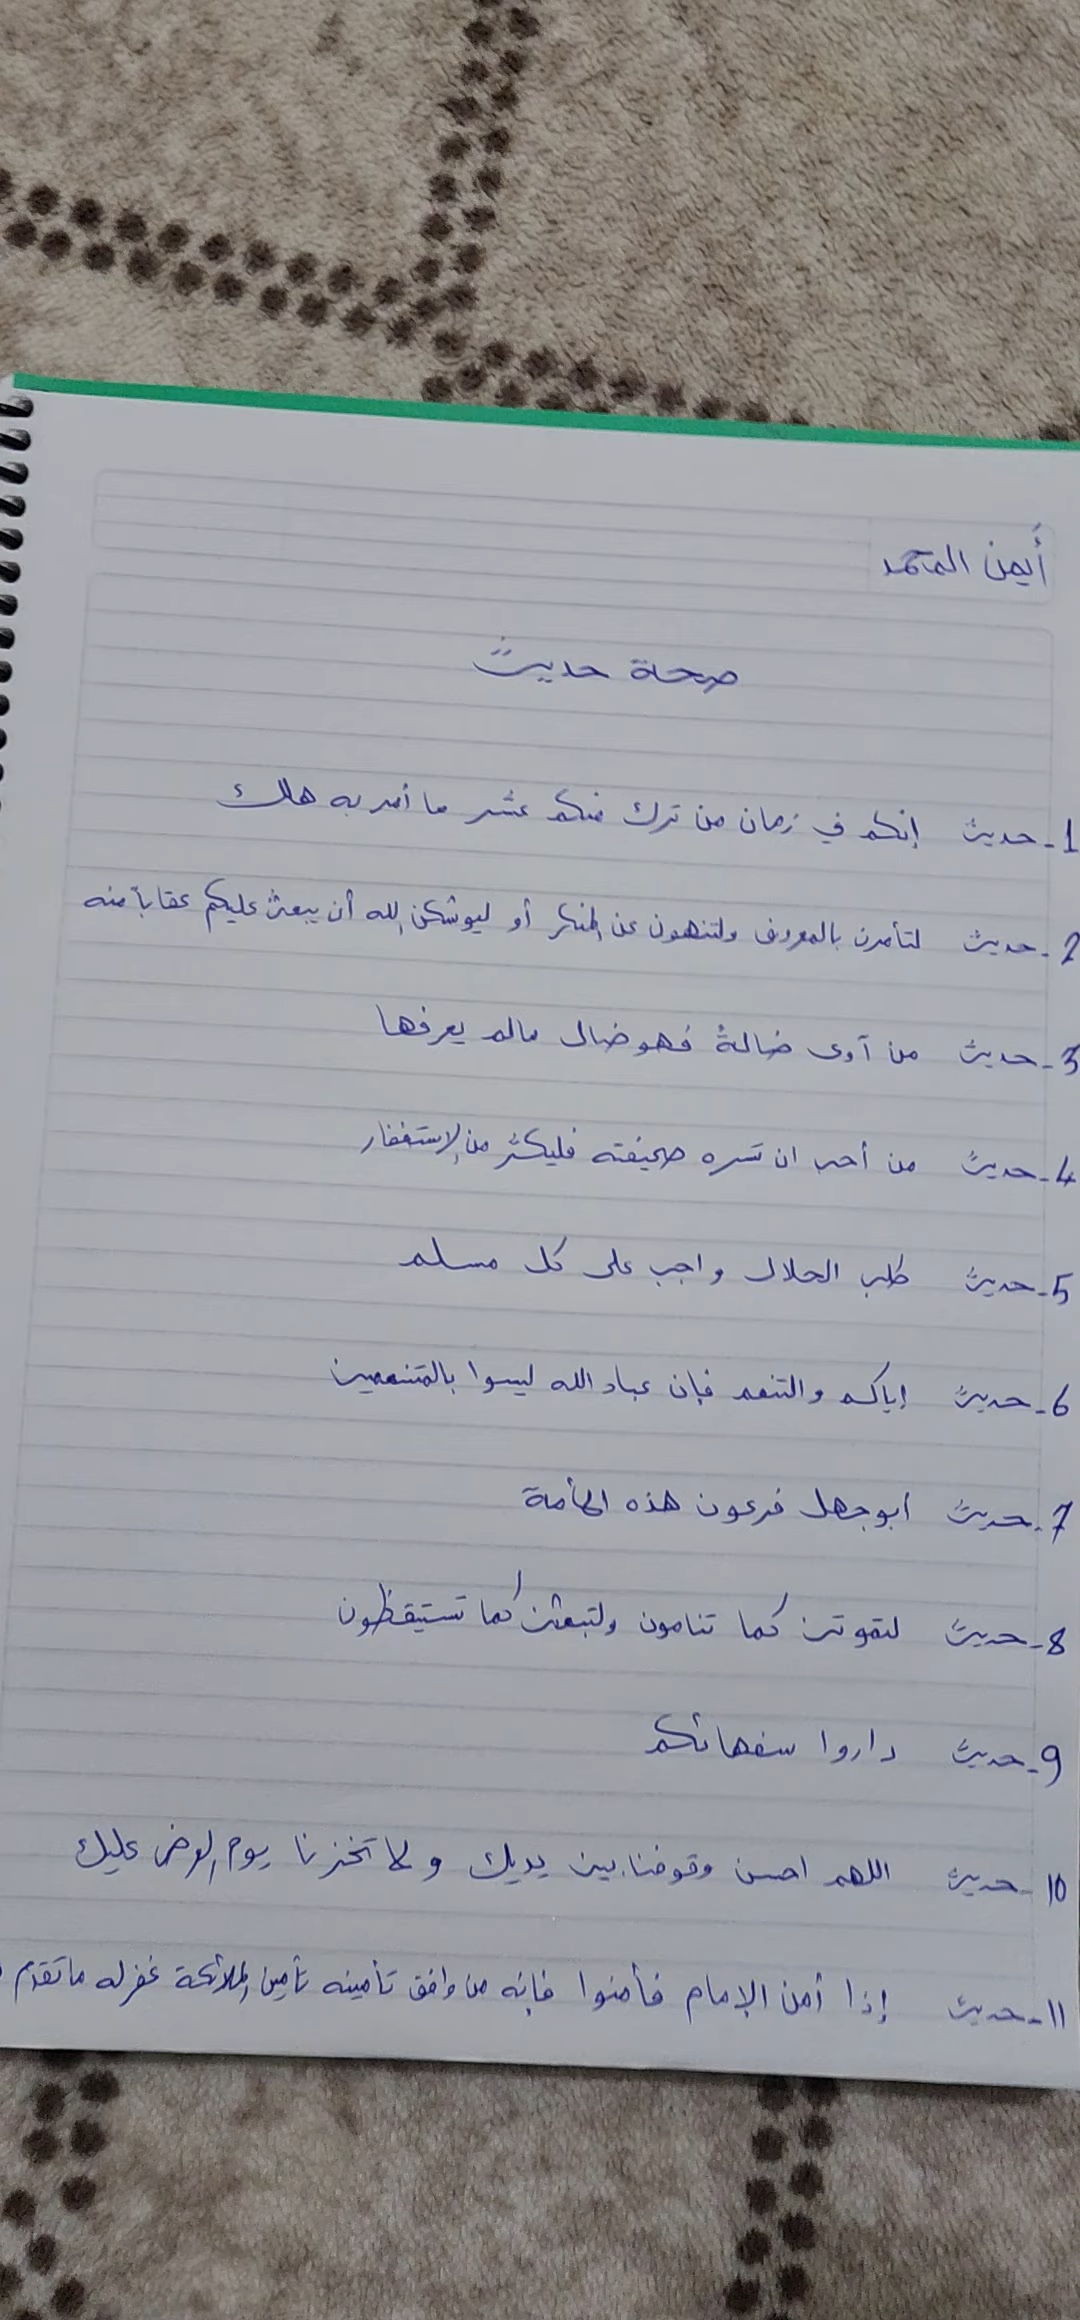 أيمن المحمد
صحة حديث
1- حديث إنكم في زمان من ترك منكم عشر ما أمر به هلك
2- حديث لتأمرن بالمعروف ولتنهون عن المنكر أو ليوشكن الله أن يبعث عليكم عقاباً منه
3- حديث من آوى ضالة فهو ضال مالم يعرفها
4- حديث من أحب ان تسره صحيفته فليكثر من الاستغفار
5- حديث طلب الحلال واجب على كل مسلم
6- حديث إياكم والتنعم فإن عباد الله ليسوا بالمتنعمين
7- حديث أبو جهل فرعون هذه الأمة
8- حديث لتموتن كما تنامون ولتبعثن كما تستيقظون
9- حديث داروا سفهائكم
10- حديث اللهم احسن وقوفنا بين يديك ولا تخزنا يوم العرض عليك
11- حديث إذا أمن الإمام فأمنوا فإنه من وافق تأمينه تأمين الملائكة غفر له ما تقدم